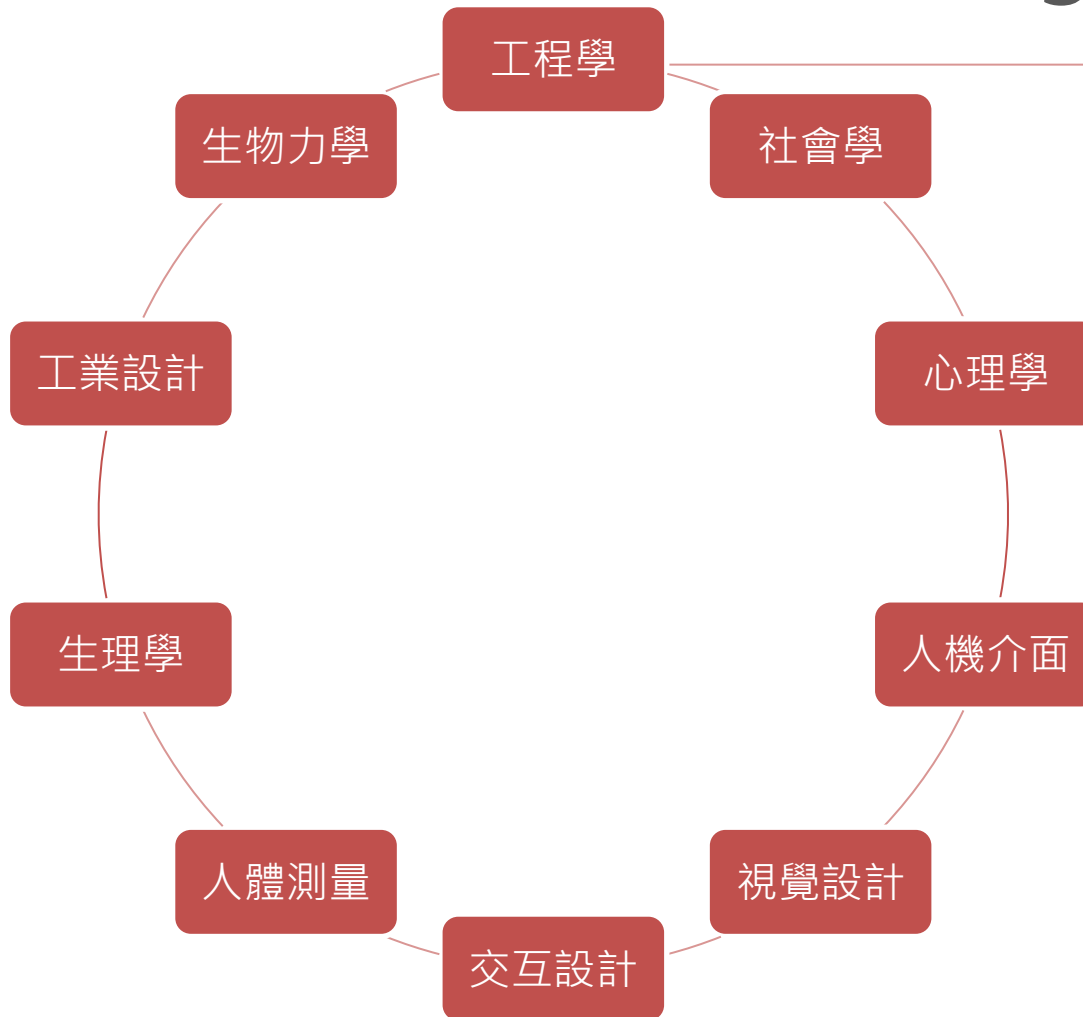 工程學
社會學
心理學
人機介面
視覺設計
交互設計
人體測量
生理學
工業設計
生物力學